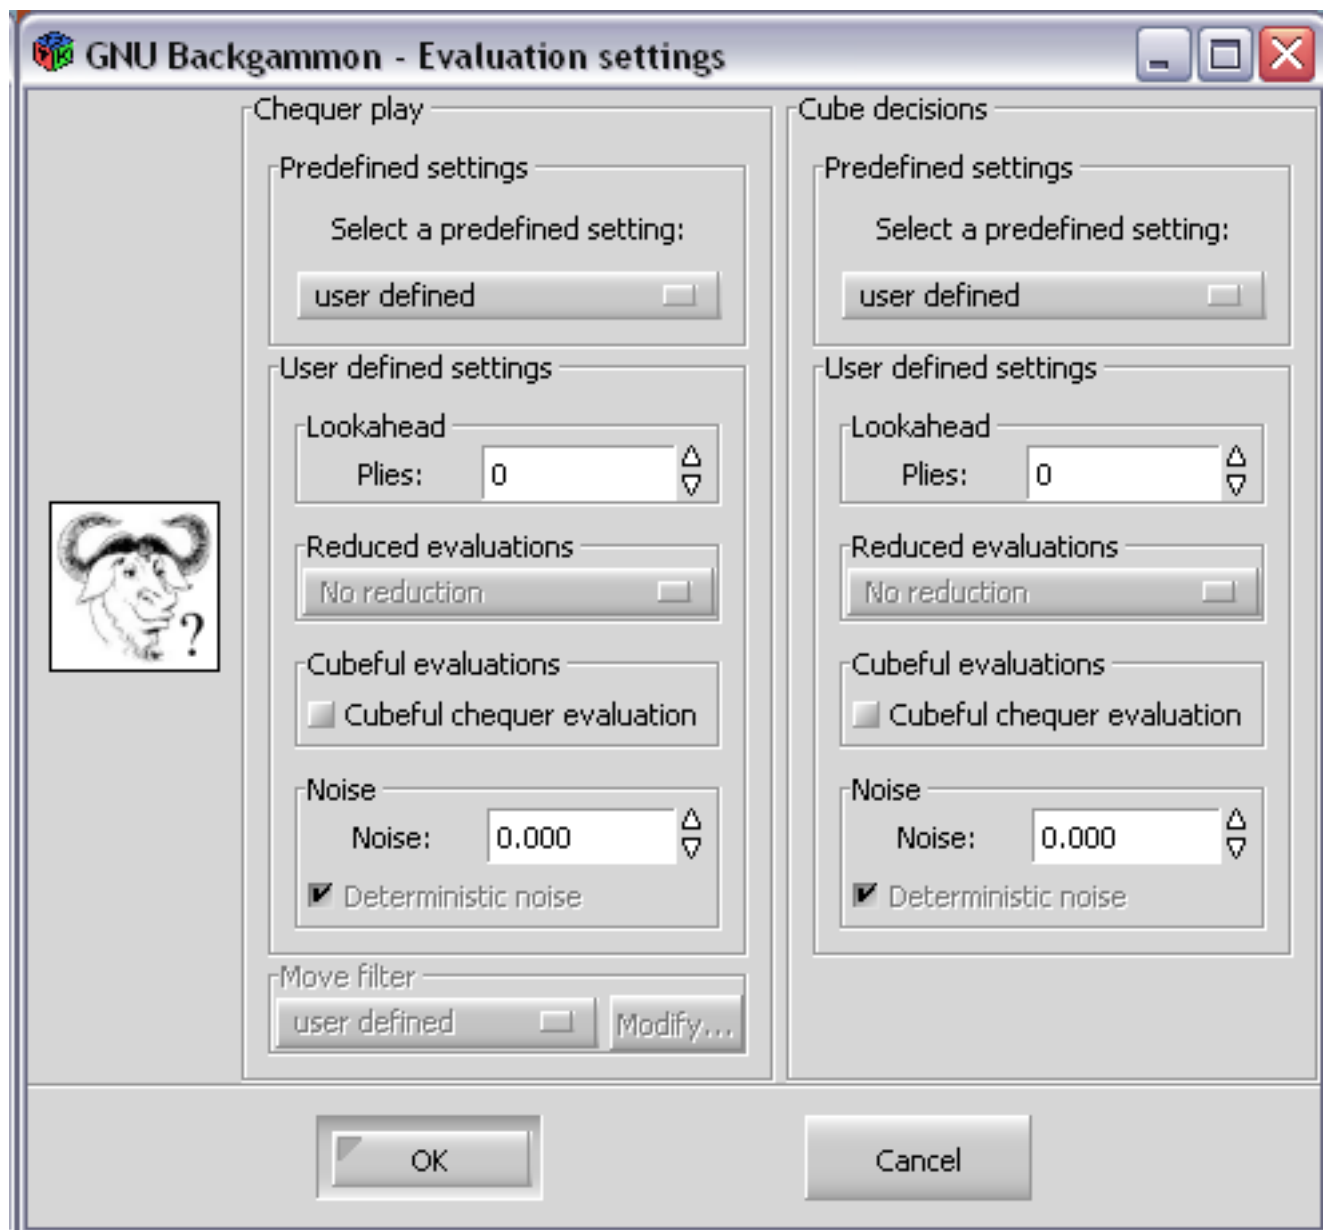 GNU Backgammon - Evaluation settings
Chequer play
Predefined settings
Select a predefined setting:
user defined
User defined settings
Lookahead
Plies: 0
Reduced evaluations
No reduction
Cubeful evaluations
Cubeful chequer evaluation
Noise
Noise: 0.000
Deterministic noise
Move filter
user defined Modify...
Cube decisions
Predefined settings
Select a predefined setting:
user defined
User defined settings
Lookahead
Plies: 0
Reduced evaluations
No reduction
Cubeful evaluations
Cubeful chequer evaluation
Noise
Noise: 0.000
Deterministic noise
?
OK Cancel